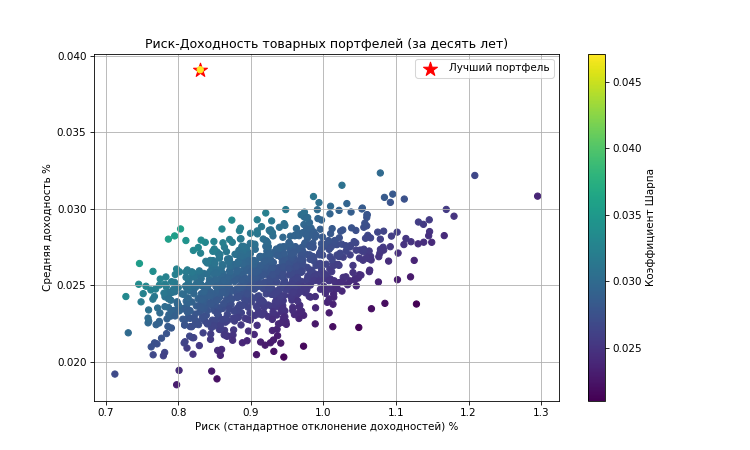 Риск-Доходность товарных портфелей (за десять лет)
Лучший портфель
0.040
0.035
0.030
0.025
0.020
Средняя доходность %
0.7 0.8 0.9 1.0 1.1 1.2 1.3
Риск (стандартное отклонение доходностей) %
0.045
0.040
0.035
0.030
0.025
Коэффициент Шарпа